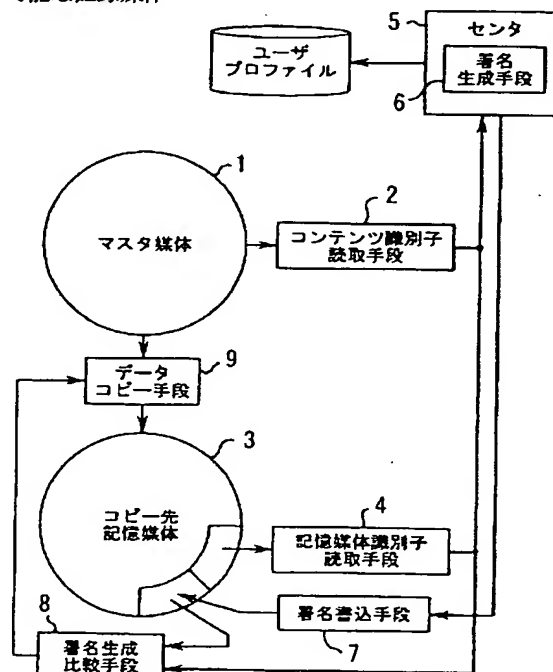 5
センタ
署名
生成手段
6
ユーザ
プロファイル
1
マスタ媒体
2
コンテンツ識別子
読取手段
9
データ
コピー手段
3
コピー先
記憶媒体
4
記憶媒体識別子
読取手段
署名書込手段
7
8
署名生成
比較手段